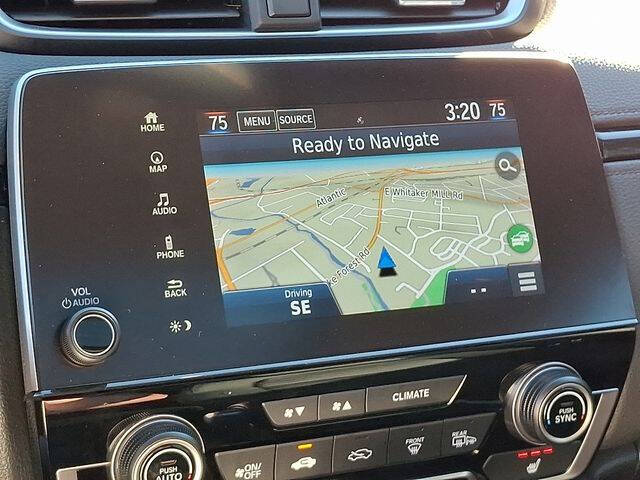 75 MENU SOURCE 3:20 75
HOME
Ready to Navigate
MAP
Atlantic
E Whitaker MILL Rd
AUDIO
PHONE
ke Forest Rd
BACK
Driving
SE
--
VOL
AUDIO
CLIMATE
PUSH
SYNC
FRONT
REAR
ON/
OFF
PUSH
AUTO